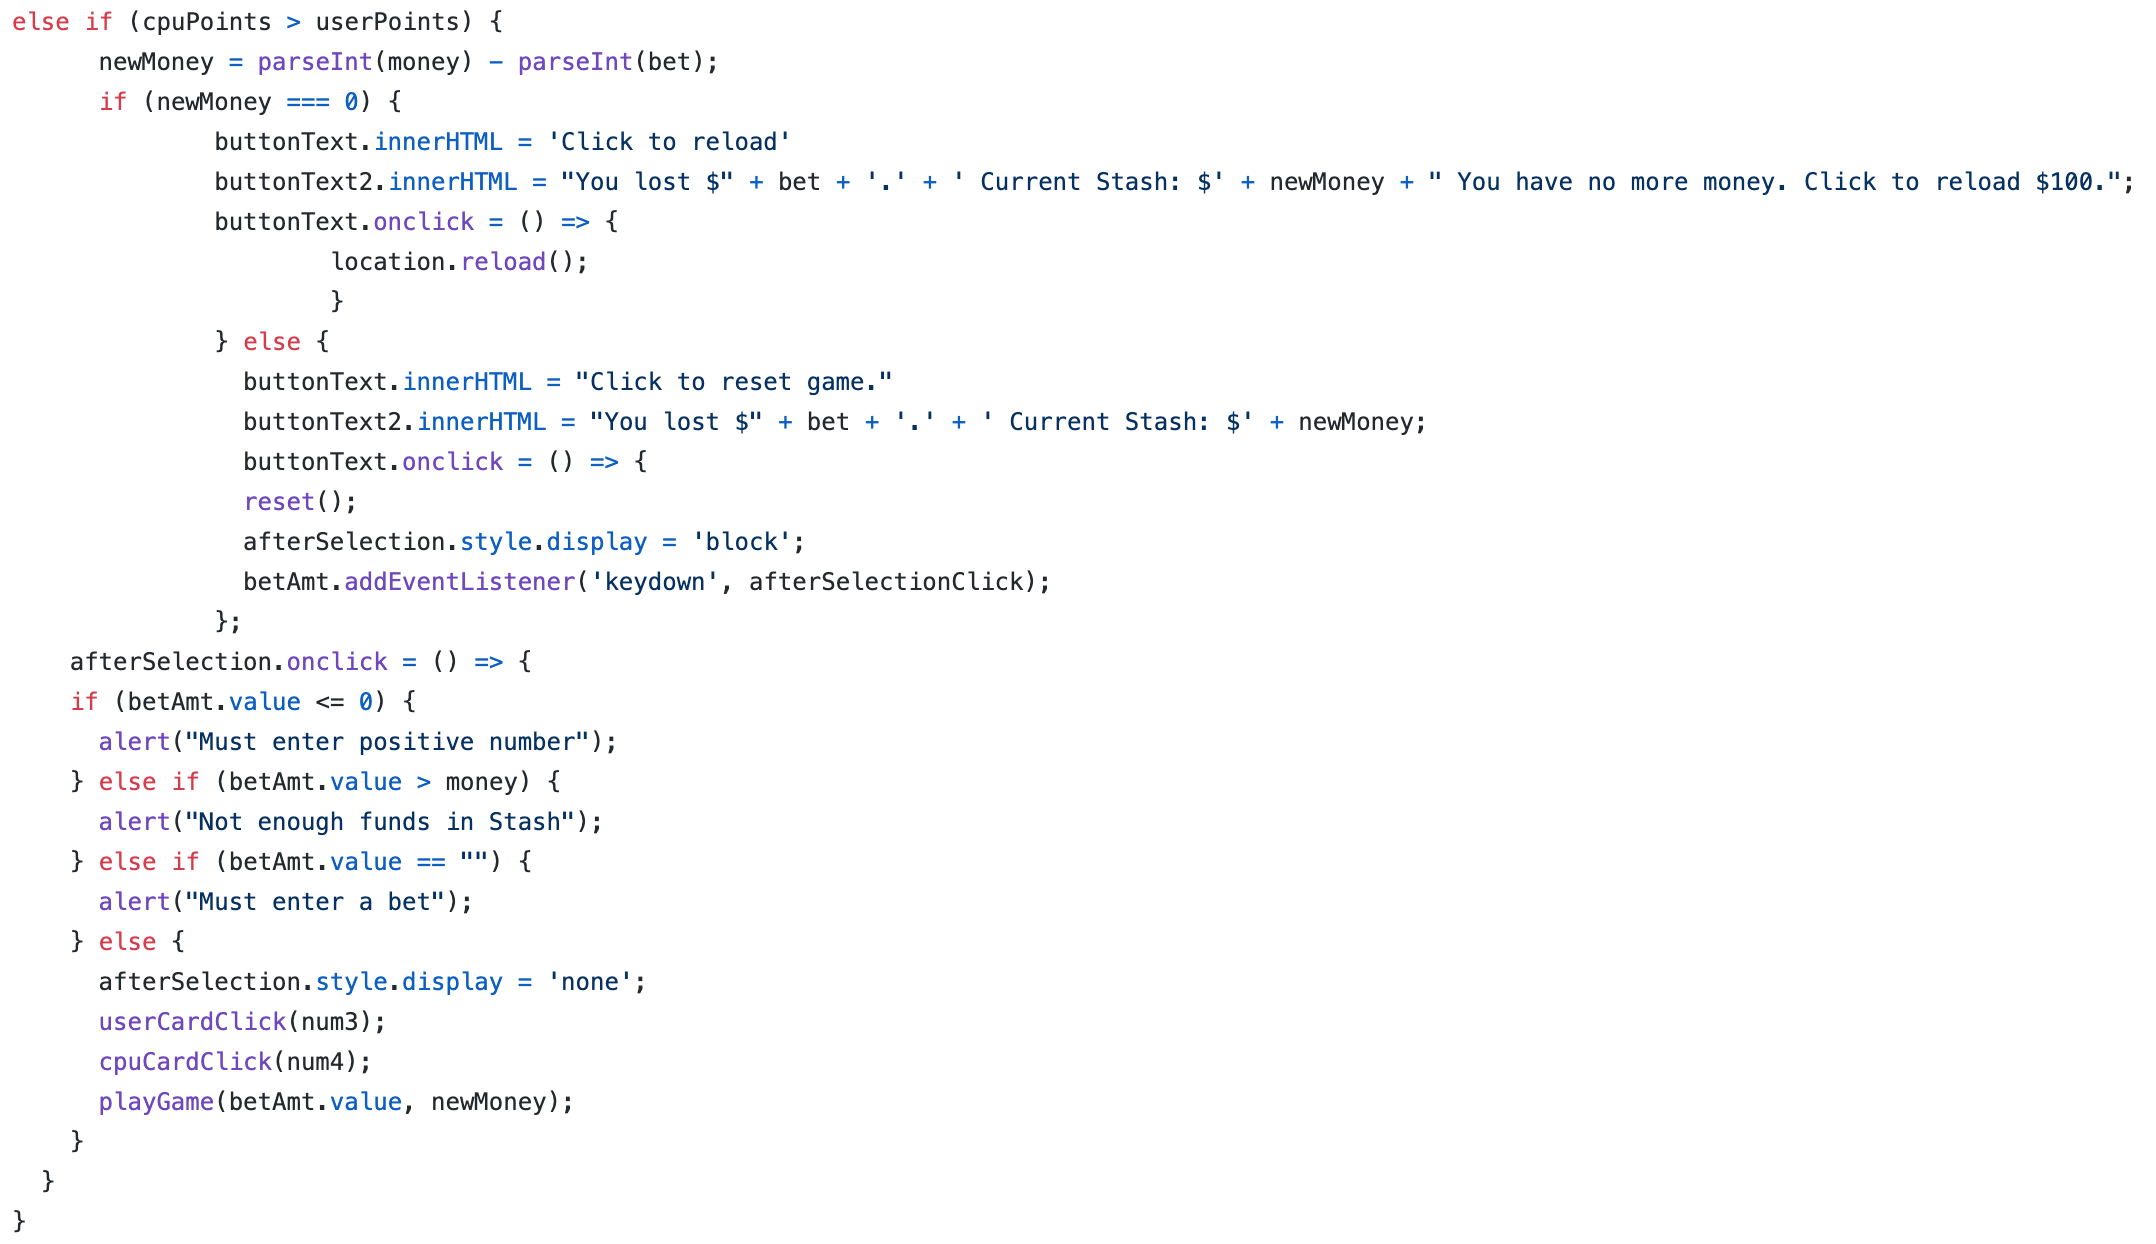 else if (cpuPoints > userPoints) {
newMoney = parseInt(money) - parseInt(bet);
if (newMoney === 0) {
buttonText.innerHTML = 'Click to reload'
buttonText2.innerHTML = "You lost $" + bet + '.' + ' Current Stash: $' + newMoney + " You have no more money. Click to reload $100.";
buttonText.onclick = () => {
location.reload();
}
} else {
buttonText.innerHTML = "Click to reset game."
buttonText2.innerHTML = "You lost $" + bet + '.' + ' Current Stash: $' + newMoney;
buttonText.onclick = () => {
reset();
afterSelection.style.display = 'block';
betAmt.addEventListener('keydown', afterSelectionClick);
};
afterSelection.onclick = () => {
if (betAmt.value <= 0) {
alert("Must enter positive number");
} else if (betAmt.value > money) {
alert("Not enough funds in Stash");
} else if (betAmt.value == "") {
alert("Must enter a bet");
} else {
afterSelection.style.display = 'none';
userCardClick(num3);
cpuCardClick(num4);
playGame(betAmt.value, newMoney);
}
}
}